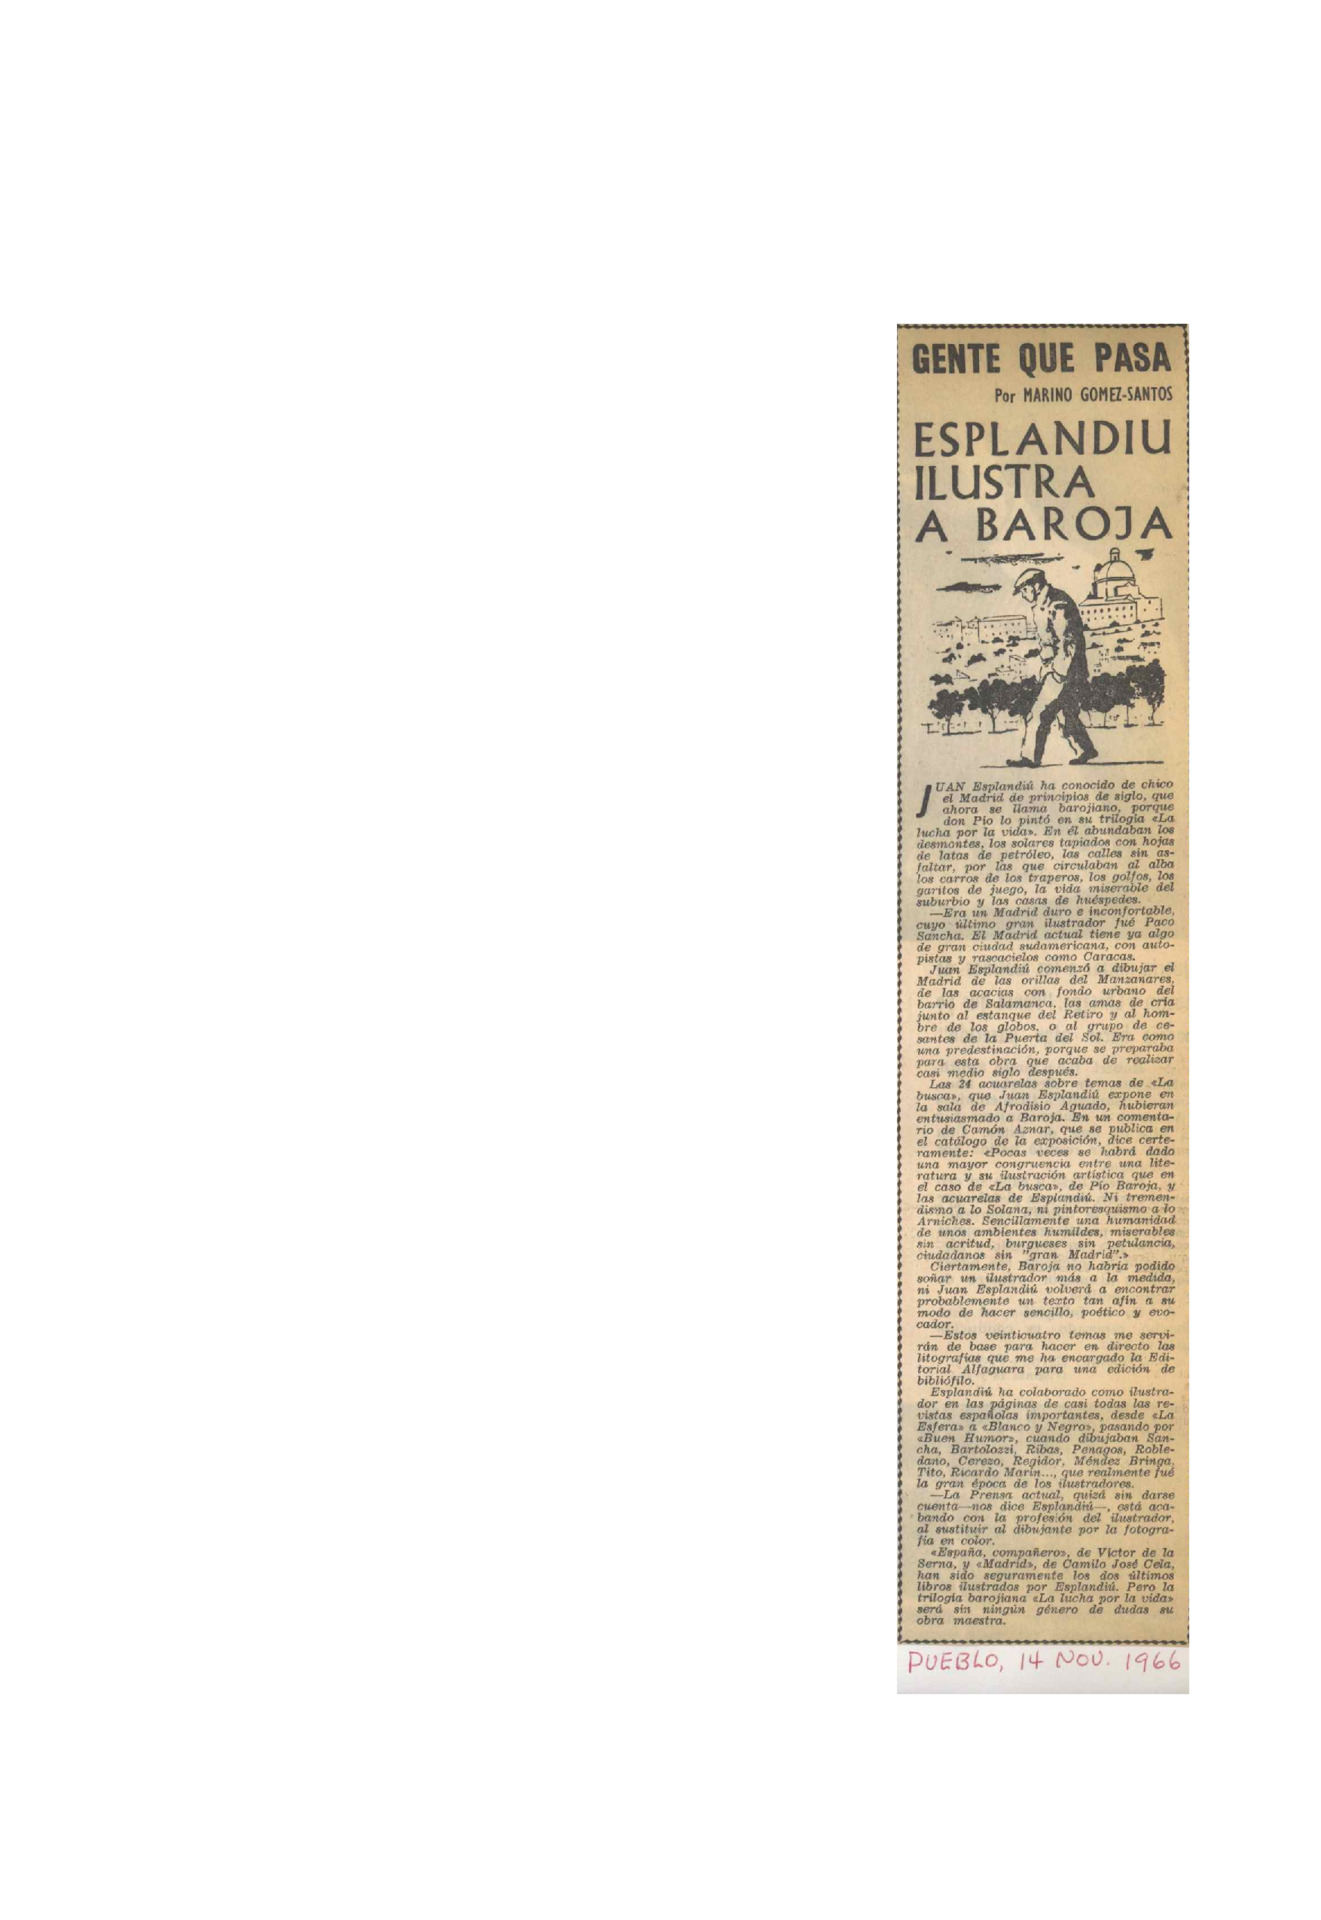 GENTE QUE PASA
Por MARINO GOMEZ-SANTOS
ESPLANDIU
ILUSTRA
A BAROJA
JUAN Esplandiú ha conocido de chico
el Madrid de principios de siglo, que
ahora se llama barojiano, porque
don Pío lo pintó en su trilogía «La
lucha por la vida». En él abundaban los
desmontes, los solares tapiados con hojas
de latas de petróleo, las calles sin as-
faltar, por las que circulaban al alba
los carros de los traperos, los golfos, los
garitos de juego, la vida miserable del
suburbio y las casas de huéspedes.
—Era un Madrid duro e inconfortable,
cuyo último gran ilustrador fué Paco
Sancha. El Madrid actual tiene ya algo
de gran ciudad sudamericana, con auto-
pistas y rascacielos como Caracas.
Juan Esplandiú comenzó a dibujar el
Madrid de las orillas del Manzanares,
de las acacias con fondo urbano del
barrio de Salamanca, las amas de cría
junto al estanque del Retiro y al hom-
bre de los globos, o al grupo de ce-
santes de la Puerta del Sol. Era como
una predestinación, porque se preparaba
para esta obra que acaba de realizar
casi medio siglo después.
Las 24 acuarelas sobre temas de «La
busca», que Juan Esplandiú expone en
la sala de Afrodisio Aguado, hubieran
entusiasmado a Baroja. En un comenta-
rio de Camón Aznar, que se publica en
el catálogo de la exposición, dice certe-
ramente: «Pocas veces se habrá dado
una mayor congruencia entre una lite-
ratura y su ilustración artística que en
el caso de «La busca», de Pío Baroja, y
las acuarelas de Esplandiú. Ni tremen-
dismo a lo Solana, ni pintoresquismo a lo
Arniches. Sencillamente una humanidad
de unos ambientes humildes, miserables
sin acritud, burgueses sin petulancia,
ciudadanos sin "gran Madrid".»
Ciertamente, Baroja no habría podido
soñar un ilustrador más a la medida,
ni Juan Esplandiú volverá a encontrar
probablemente un texto tan afín a su
modo de hacer sencillo, poético y evo-
cador.
—Estos veinticuatro temas me servi-
rán de base para hacer en directo las
litografías que me ha encargado la Edi-
torial Alfaguara para una edición de
bibliófilo.
Esplandiú ha colaborado como ilustra-
dor en las páginas de casi todas las re-
vistas españolas importantes, desde «La
Esfera» a «Blanco y Negro», pasando por
«Buen Humor», cuando dibujaban San-
cha, Bartolozzi, Ribas, Penagos, Roble-
dano, Cerezo, Regidor, Méndez Bringa,
Tito, Ricardo Marín..., que realmente fué
la gran época de los ilustradores.
—La Prensa actual, quizá sin darse
cuenta—nos dice Esplandiú—, está aca-
bando con la profesión del ilustrador,
al sustituir al dibujante por la fotogra-
fía en color.
«España, compañero», de Víctor de la
Serna, y «Madrid», de Camilo José Cela,
han sido seguramente los dos últimos
libros ilustrados por Esplandiú. Pero la
trilogía barojiana «La lucha por la vida»
será sin ningún género de dudas su
obra maestra.
PUEBLO, 14 NOV. 1966